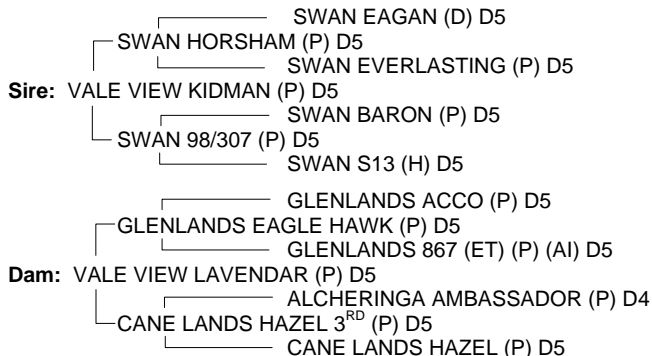 SWAN EAGAN (D) D5
SWAN HORSHAM (P) D5
SWAN EVERLASTING (P) D5
Sire: VALE VIEW KIDMAN (P) D5
SWAN BARON (P) D5
SWAN 98/307 (P) D5
SWAN S13 (H) D5
GLENLANDS ACCO (P) D5
GLENLANDS EAGLE HAWK (P) D5
GLENLANDS 867 (ET) (P) (AI) D5
Dam: VALE VIEW LAVENDAR (P) D5
ALCHERINGA AMBASSADOR (P) D4
CANE LANDS HAZEL 3RD (P) D5
CANE LANDS HAZEL (P) D5